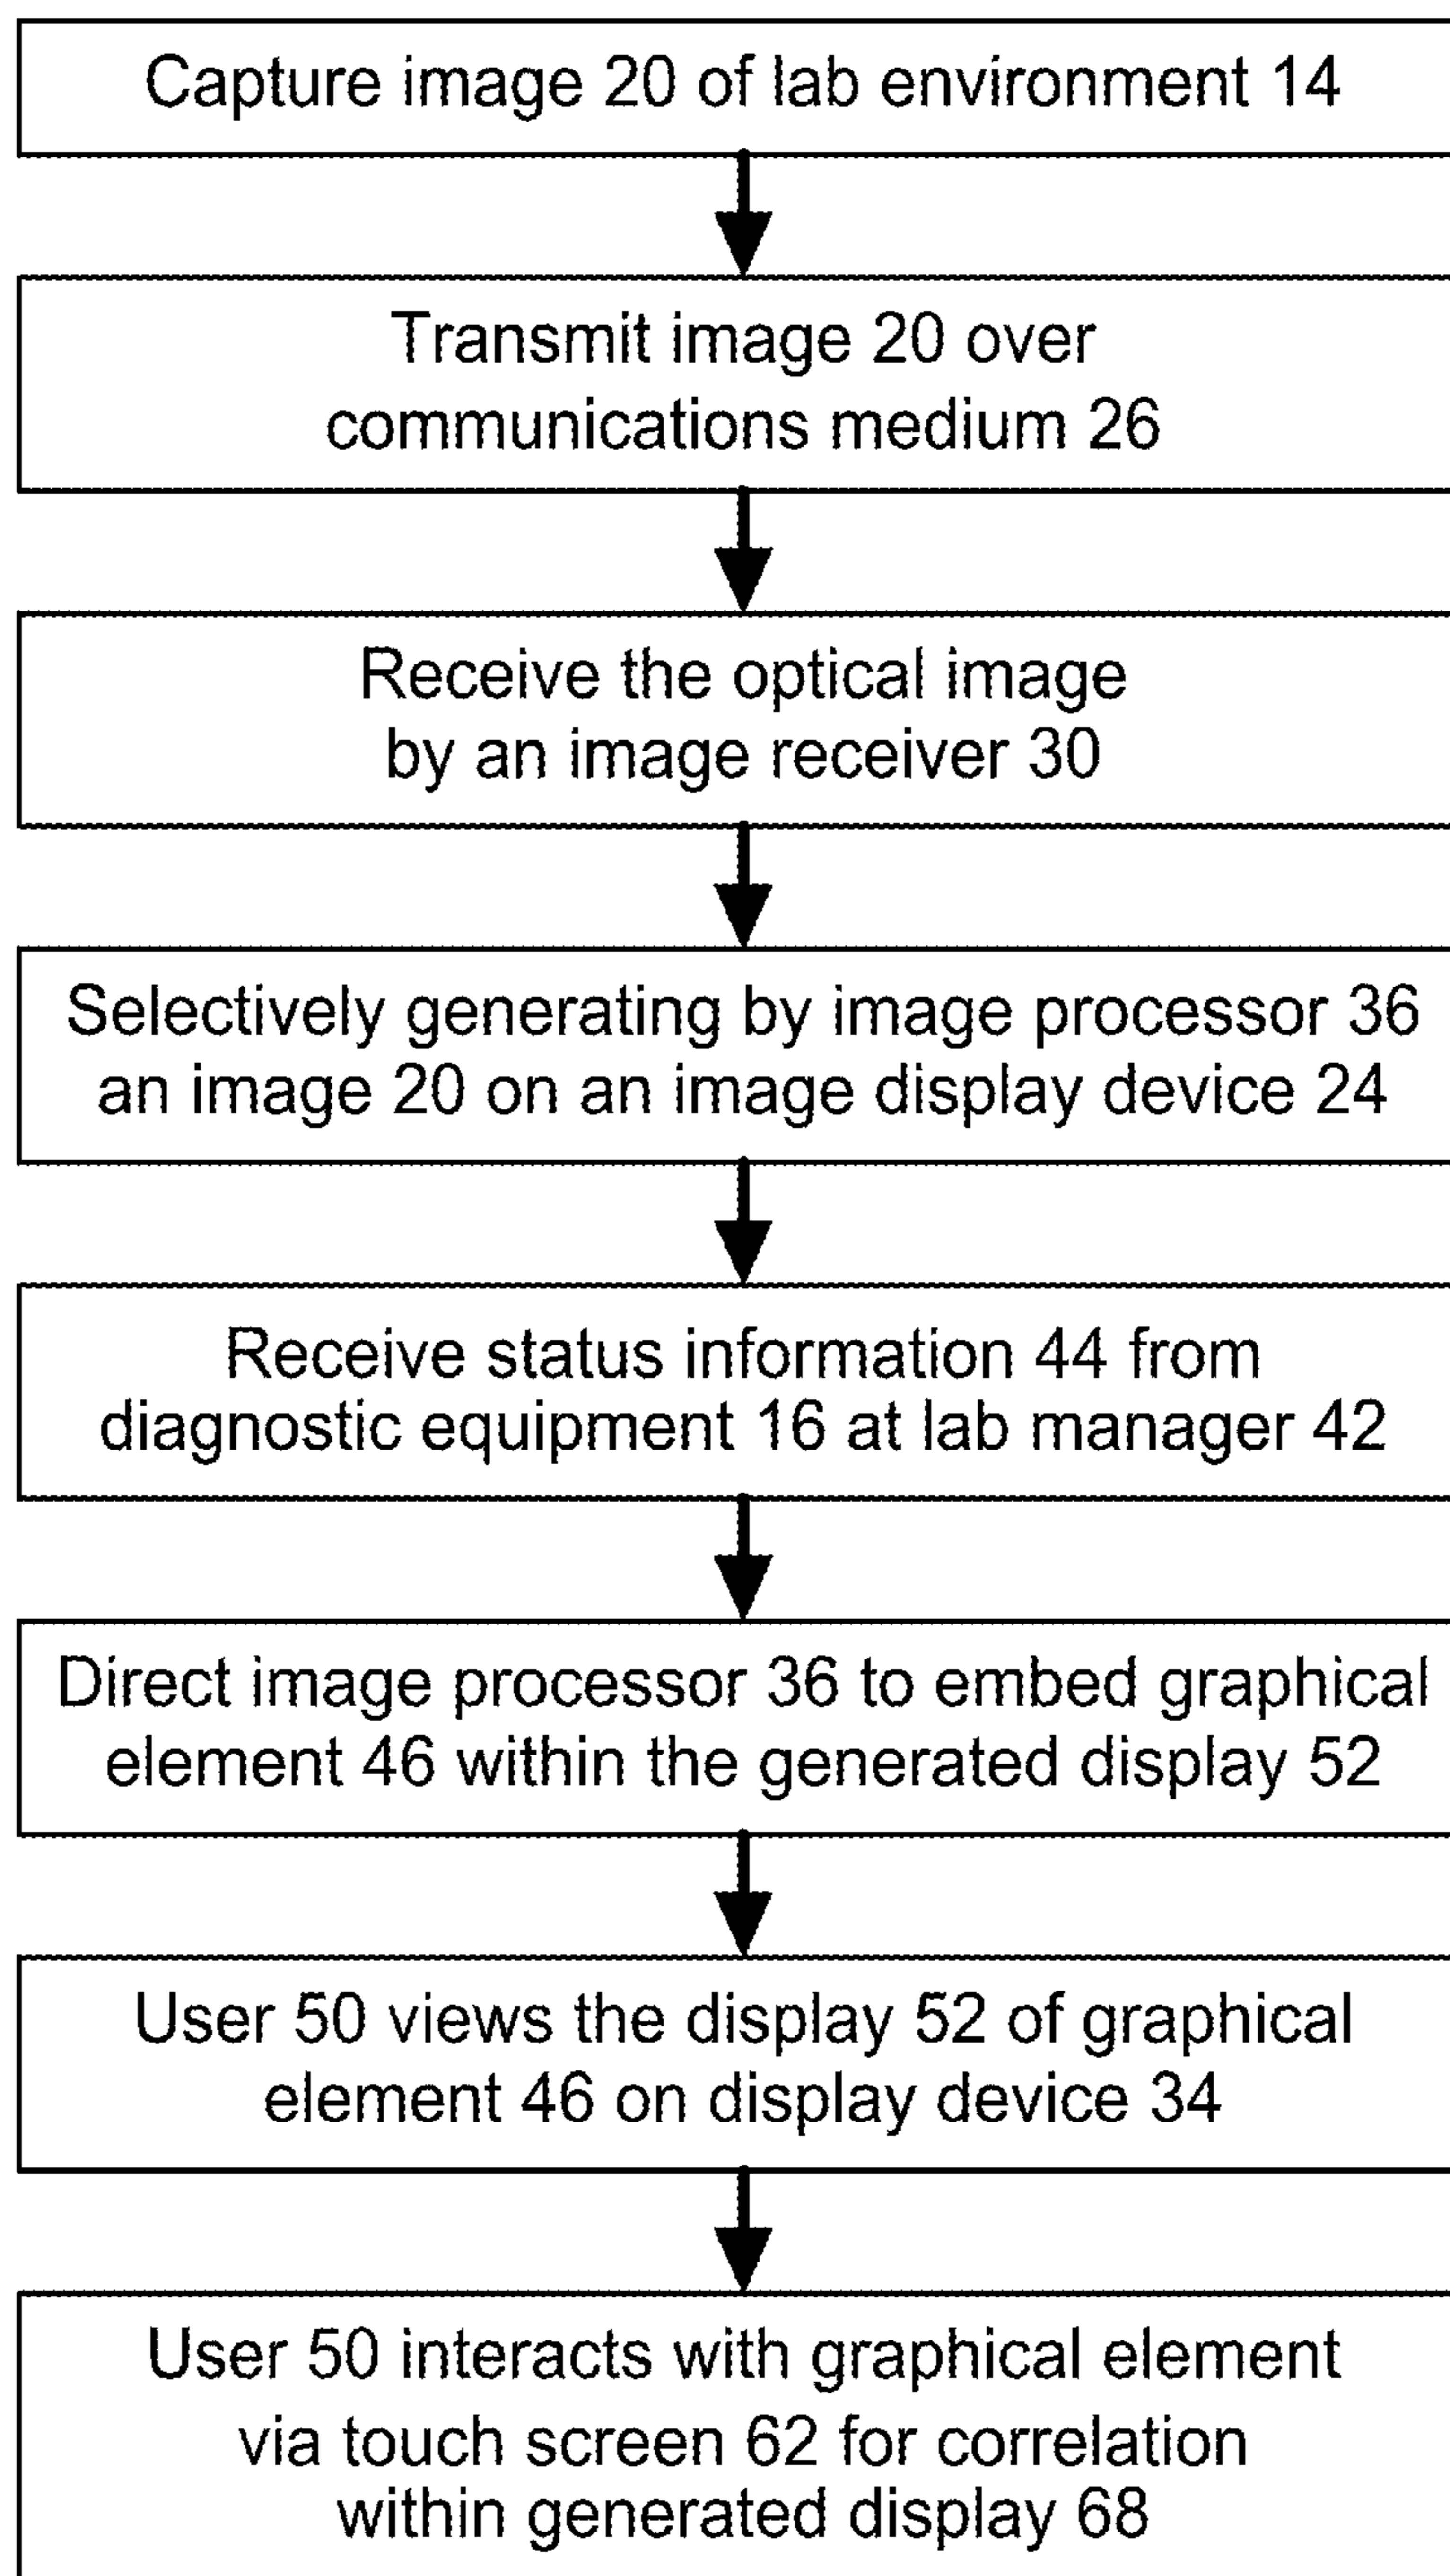 Capture image 20 of lab environment 14
Transmit image 20 over
communications medium 26
Receive the optical image
by an image receiver 30
Selectively generating by image processor 36
an image 20 on an image display device 24
Receive status information 44 from
diagnostic equipment 16 at lab manager 42
Direct image processor 36 to embed graphical
element 46 within the generated display 52
User 50 views the display 52 of graphical
element 46 on display device 34
User 50 interacts with graphical element
via touch screen 62 for correlation
within generated display 68